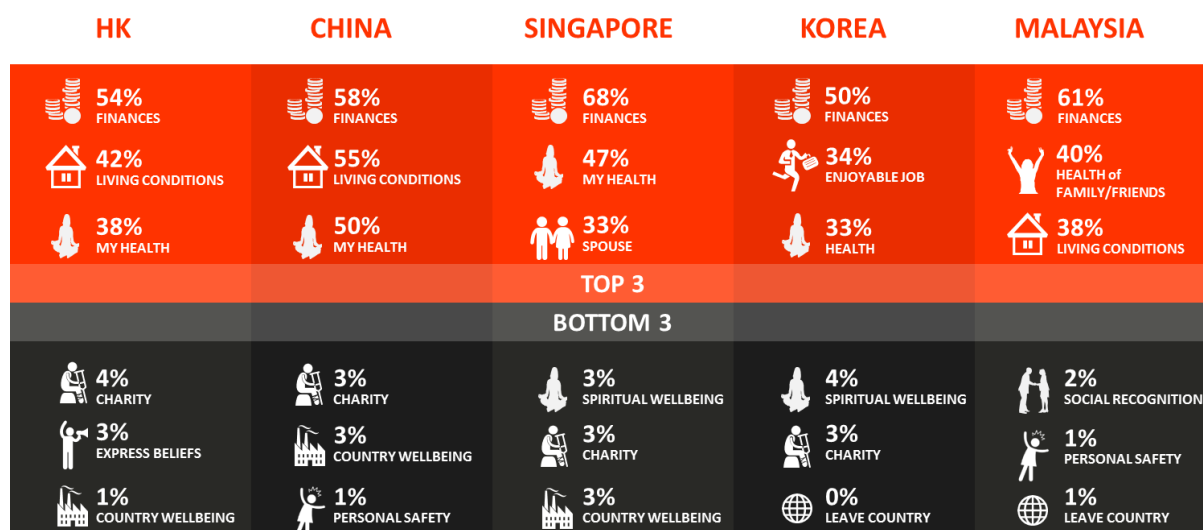 HK
CHINA
SINGAPORE
KOREA
MALAYSIA
54%
FINANCES
58%
FINANCES
68%
FINANCES
50%
FINANCES
61%
FINANCES
42%
LIVING CONDITIONS
55%
LIVING CONDITIONS
47%
MY HEALTH
34%
ENJOYABLE JOB
40%
HEALTH of
FAMILY/FRIENDS
38%
MY HEALTH
50%
MY HEALTH
33%
SPOUSE
33%
HEALTH
38%
LIVING CONDITIONS
TOP 3
BOTTOM 3
4%
CHARITY
3%
CHARITY
3%
SPIRITUAL WELLBEING
4%
SPIRITUAL WELLBEING
2%
SOCIAL RECOGNITION
3%
EXPRESS BELIEFS
3%
COUNTRY WELLBEING
3%
CHARITY
3%
CHARITY
1%
PERSONAL SAFETY
1%
COUNTRY WELLBEING
1%
PERSONAL SAFETY
3%
COUNTRY WELLBEING
0%
LEAVE COUNTRY
1%
LEAVE COUNTRY